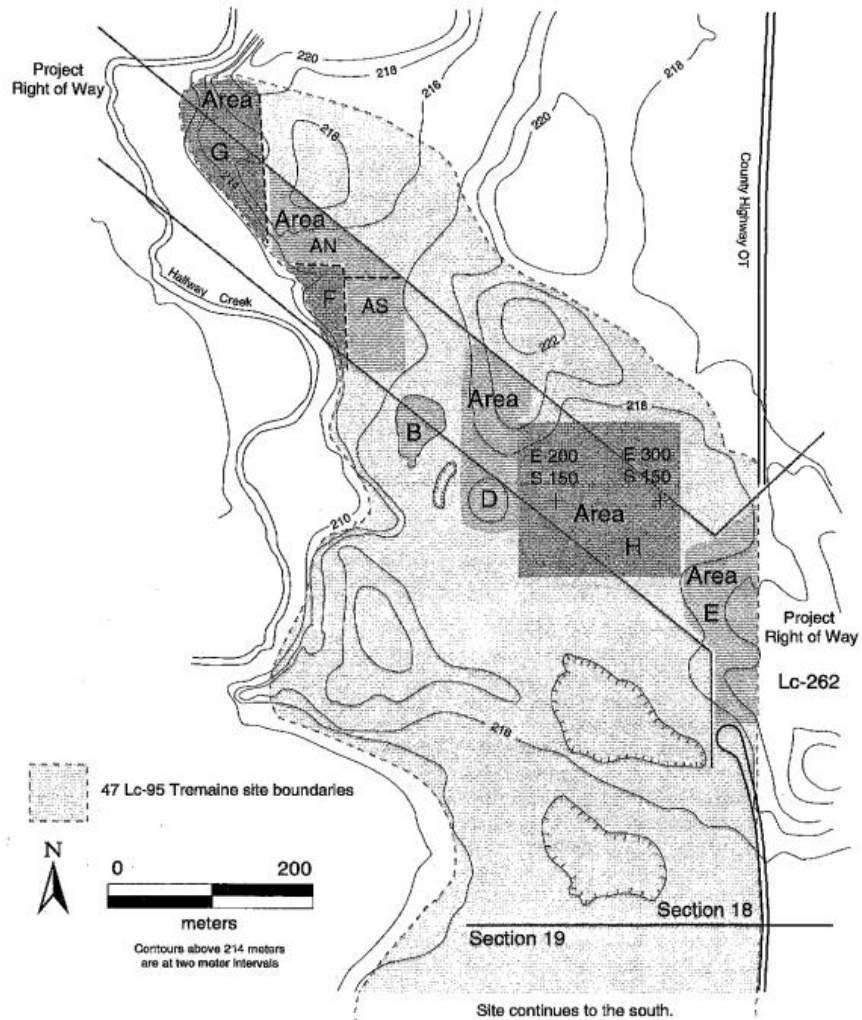 220
218
218
216
Project
Right of Way
Area
220
218
G
214
County Highway OT
Area
AN
Halfway Creek
F
AS
222
Area
218
B
E 200
S 150
E 300
S 150
D
Area
H
210
Area
E
Project
Right of Way
Lc-262
218
47 Lc-95 Tremaine site boundaries
N
0
200
meters
Contours above 214 meters
are at two meter intervals
Section 18
Section 19
Site continues to the south.